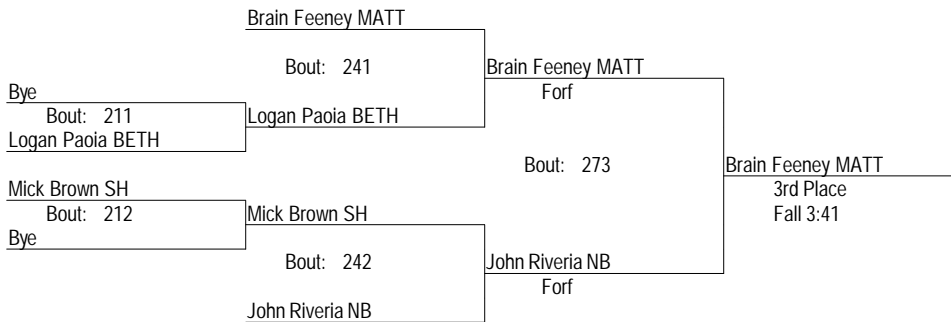 Brain Feeney MATT
Bout: 241
Brain Feeney MATT
Forf
Bye
Bout: 211
Logan Paoia BETH
Logan Paoia BETH
Bout: 273
Brain Feeney MATT
3rd Place
Fall 3:41
Mick Brown SH
Bout: 212
Mick Brown SH
Bye
Bout: 242
John Riveria NB
Forf
John Riveria NB